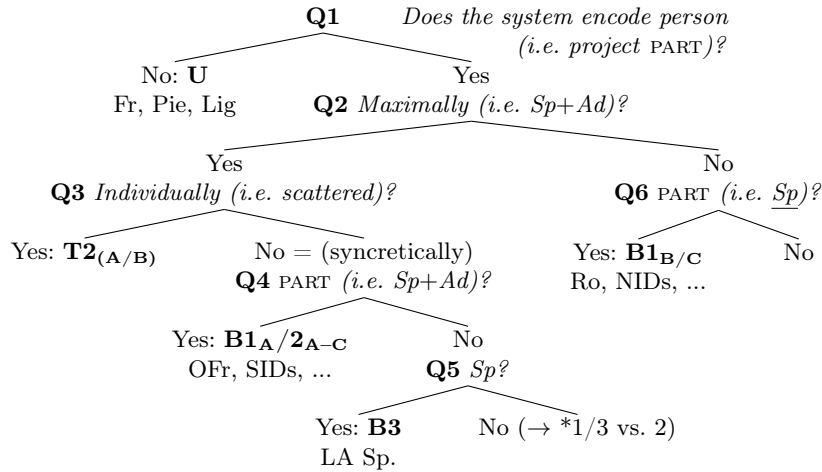 Q1 Does the system encode person
(i.e. project PART)?
No: U Yes
Fr, Pie, Lig Q2 Maximally (i.e. Sp+Ad)?
Yes No
Q3 Individually (i.e. scattered)? Q6 PART (i.e. Sp)?
Yes: T2(A/B) No = (syncretically) Yes: B1B/C No
Q4 PART (i.e. Sp+Ad)? Ro, NIDs, ...
Yes: B1A/2A–C No
OFr, SIDs, ... Q5 Sp?
Yes: B3 No (→ *1/3 vs. 2)
LA Sp.